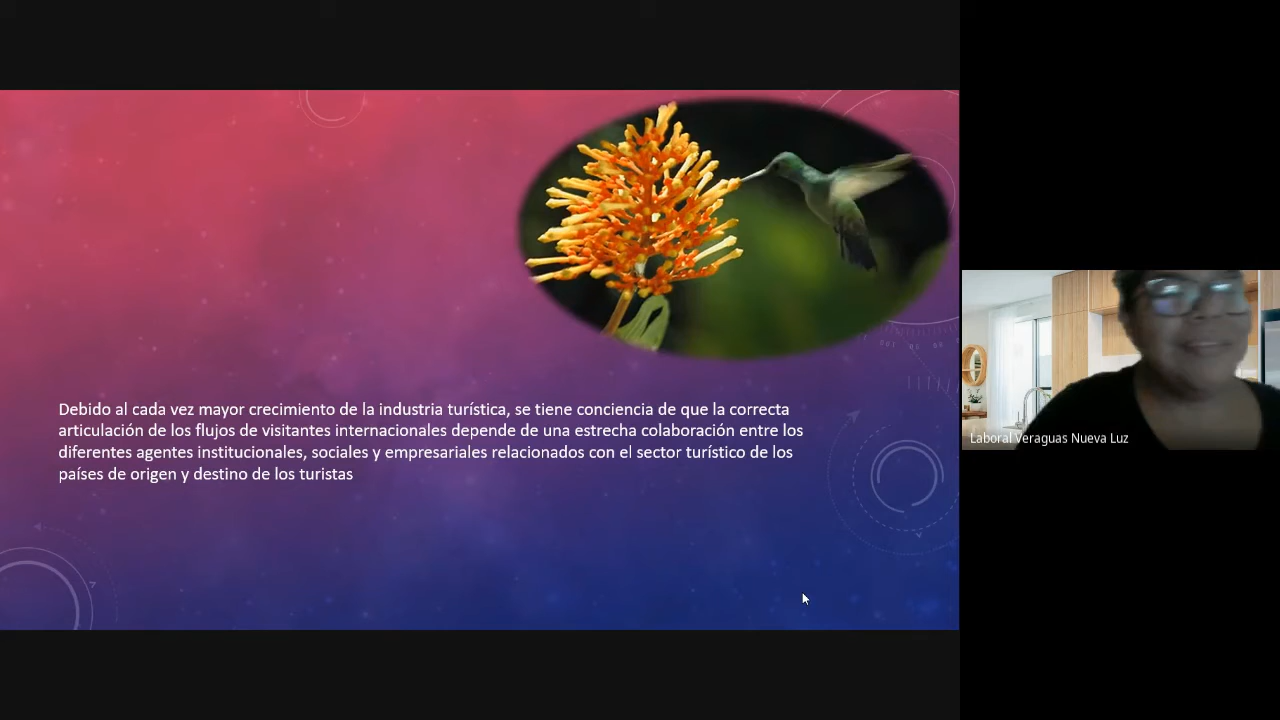 Debido al cada vez mayor crecimiento de la industria turística, se tiene conciencia de que la correcta
articulación de los flujos de visitantes internacionales depende de una estrecha colaboración entre los
diferentes agentes institucionales, sociales y empresariales relacionados con el sector turístico de los
países de origen y destino de los turistas
Laboral Veraguas Nueva Luz